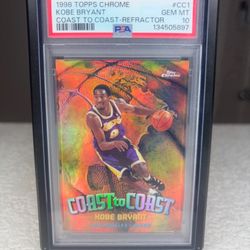 1998 TOPPS CHROME #CC1
KOBE BRYANT GEM MT
COAST TO COAST-REFRACTOR 10
PSA 134505897
Topps Chrome
COAST to COAST
KOBE BRYANT